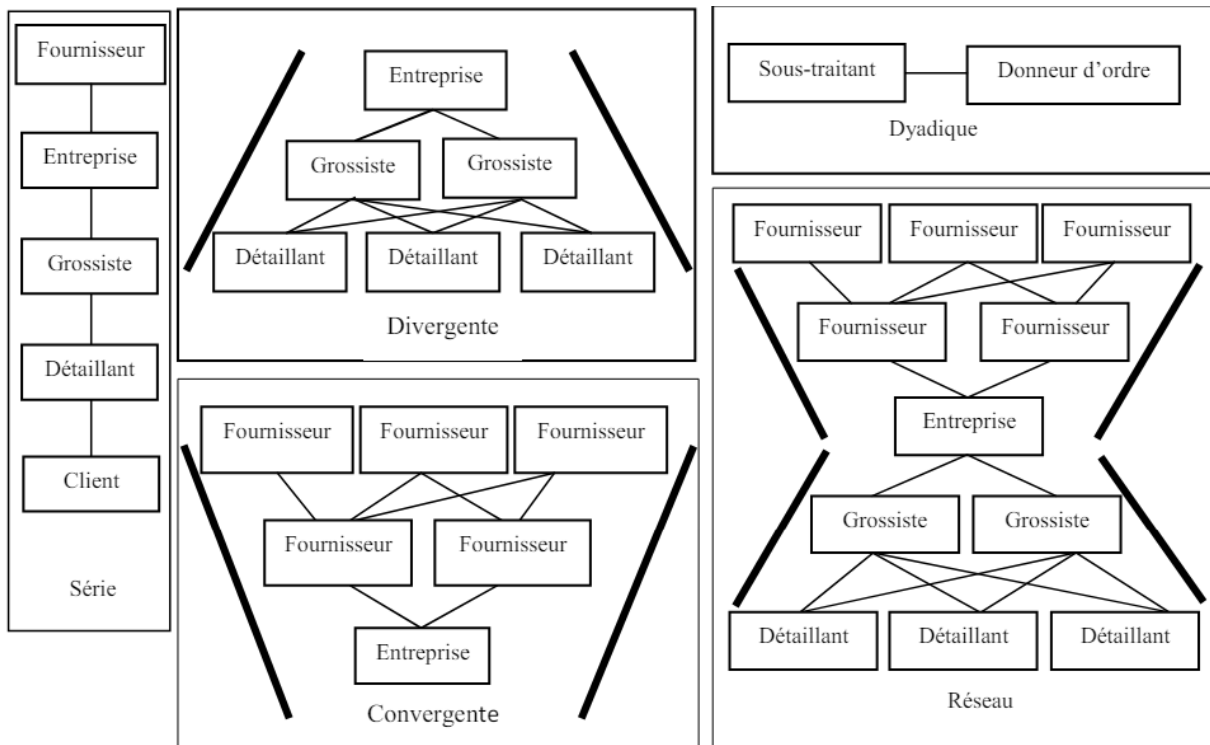 Fournisseur
Entreprise
Grossiste
Détaillant
Client
Série
Entreprise
Grossiste
Grossiste
Détaillant
Détaillant
Détaillant
Divergente
Fournisseur
Fournisseur
Fournisseur
Fournisseur
Fournisseur
Entreprise
Convergente
Sous-traitant
Donneur d’ordre
Dyadique
Fournisseur
Fournisseur
Fournisseur
Fournisseur
Fournisseur
Entreprise
Grossiste
Grossiste
Détaillant
Détaillant
Détaillant
Réseau